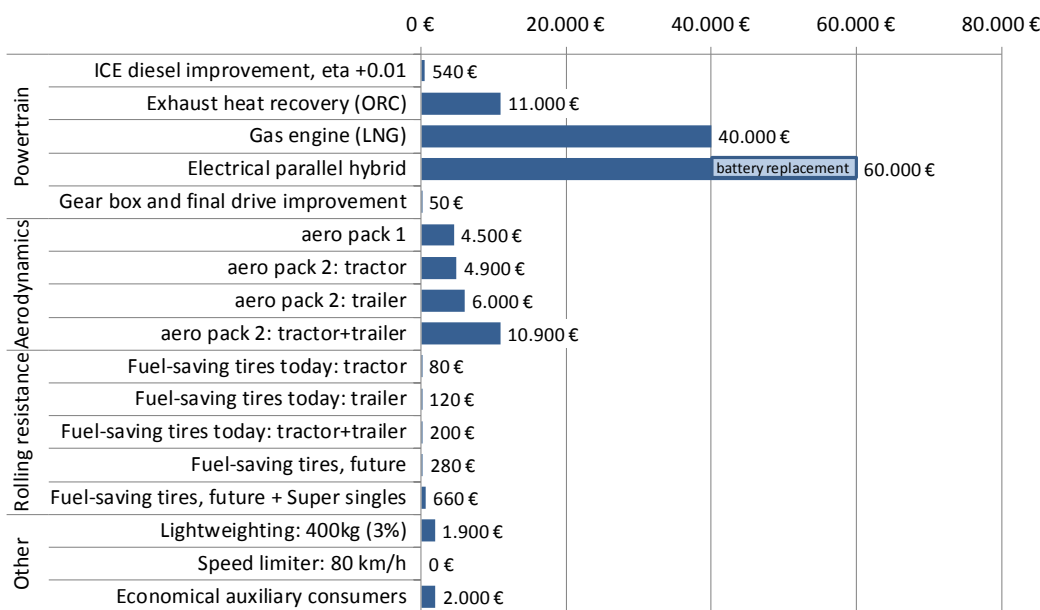 0 € 20.000 € 40.000 € 60.000 € 80.000 €
Powertrain
ICE diesel improvement, eta +0.01 540 €
Exhaust heat recovery (ORC) 11.000 €
Gas engine (LNG) 40.000 €
Electrical parallel hybrid battery replacement 60.000 €
Gear box and final drive improvement 50 €
Aerodynamics
aero pack 1 4.500 €
aero pack 2: tractor 4.900 €
aero pack 2: trailer 6.000 €
aero pack 2: tractor+trailer 10.900 €
Rolling resistance
Fuel-saving tires today: tractor 80 €
Fuel-saving tires today: trailer 120 €
Fuel-saving tires today: tractor+trailer 200 €
Fuel-saving tires, future 280 €
Fuel-saving tires, future + Super singles 660 €
Other
Lightweighting: 400kg (3%) 1.900 €
Speed limiter: 80 km/h 0 €
Economical auxiliary consumers 2.000 €